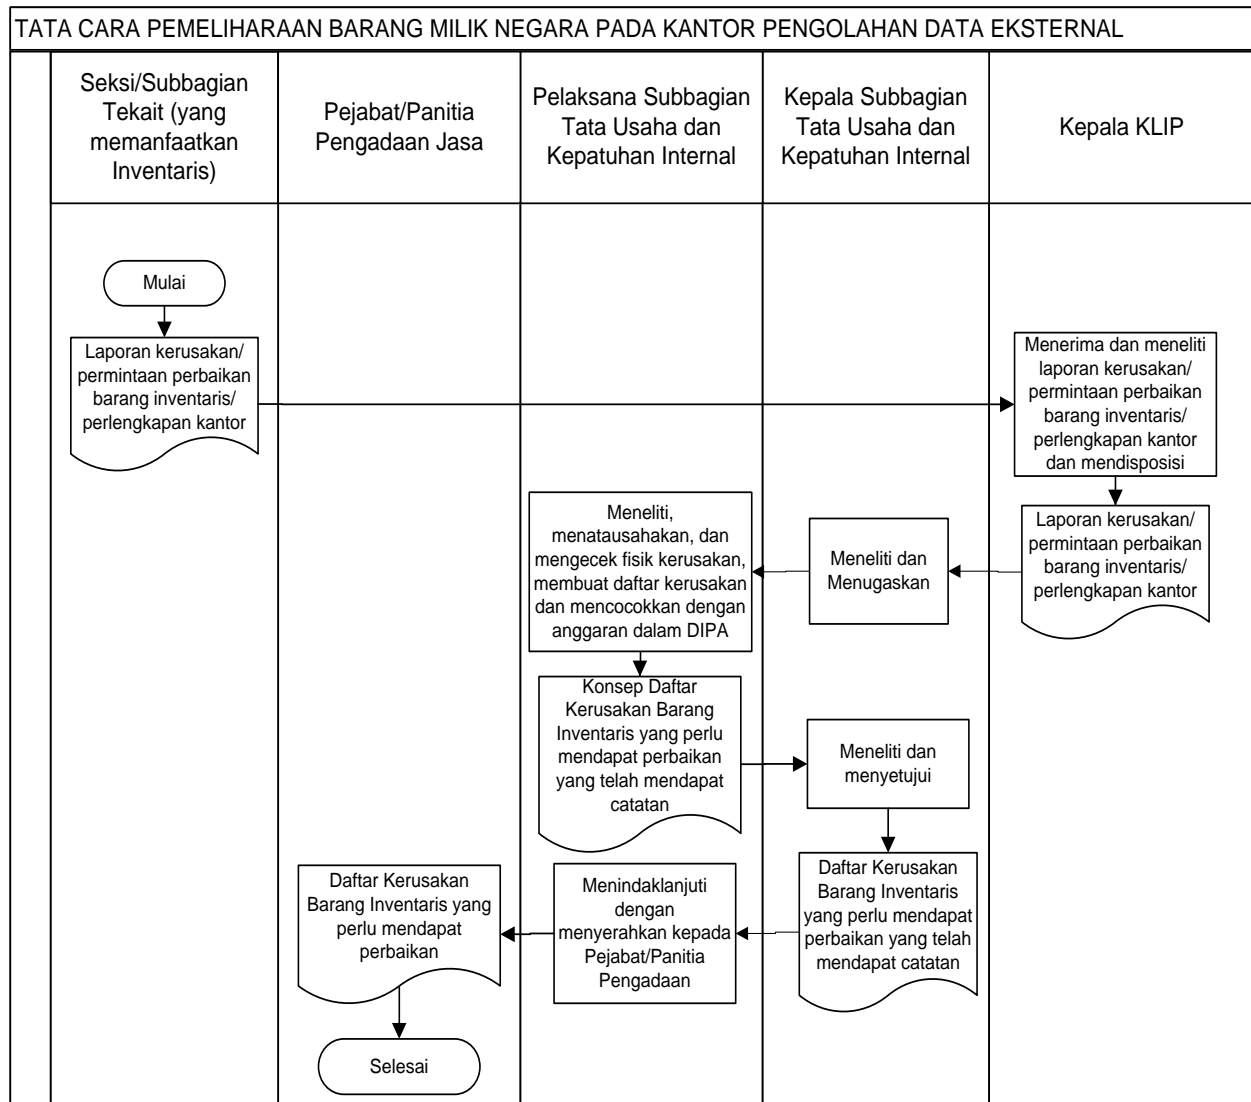 TATA CARA PEMELIHARAAN BARANG MILIK NEGARA PADA KANTOR PENGOLAHAN DATA EKSTERNAL
Seksi/Subbagian
Tekait (yang
memanfaatkan
Inventaris)
Pejabat/Panitia
Pengadaan Jasa
Pelaksana Subbagian
Tata Usaha dan
Kepatuhan Internal
Kepala Subbagian
Tata Usaha dan
Kepatuhan Internal
Kepala KLIP
Mulai
Laporan kerusakan/
permintaan perbaikan
barang inventaris/
perlengkapan kantor
Menerima dan meneliti
laporan kerusakan/
permintaan perbaikan
barang inventaris/
perlengkapan kantor
dan mendisposisi
Laporan kerusakan/
permintaan perbaikan
barang inventaris/
perlengkapan kantor
Meneliti dan
Menugaskan
Meneliti,
menatausahakan, dan
mengecek fisik kerusakan,
membuat daftar kerusakan
dan mencocokkan dengan
anggaran dalam DIPA
Konsep Daftar
Kerusakan Barang
Inventaris yang perlu
mendapat perbaikan
yang telah mendapat
catatan
Meneliti dan
menyetujui
Daftar Kerusakan
Barang Inventaris
yang perlu mendapat
perbaikan yang telah
mendapat catatan
Menindaklanjuti
dengan
menyerahkan kepada
Pejabat/Panitia
Pengadaan
Daftar Kerusakan
Barang Inventaris yang
perlu mendapat
perbaikan
Selesai